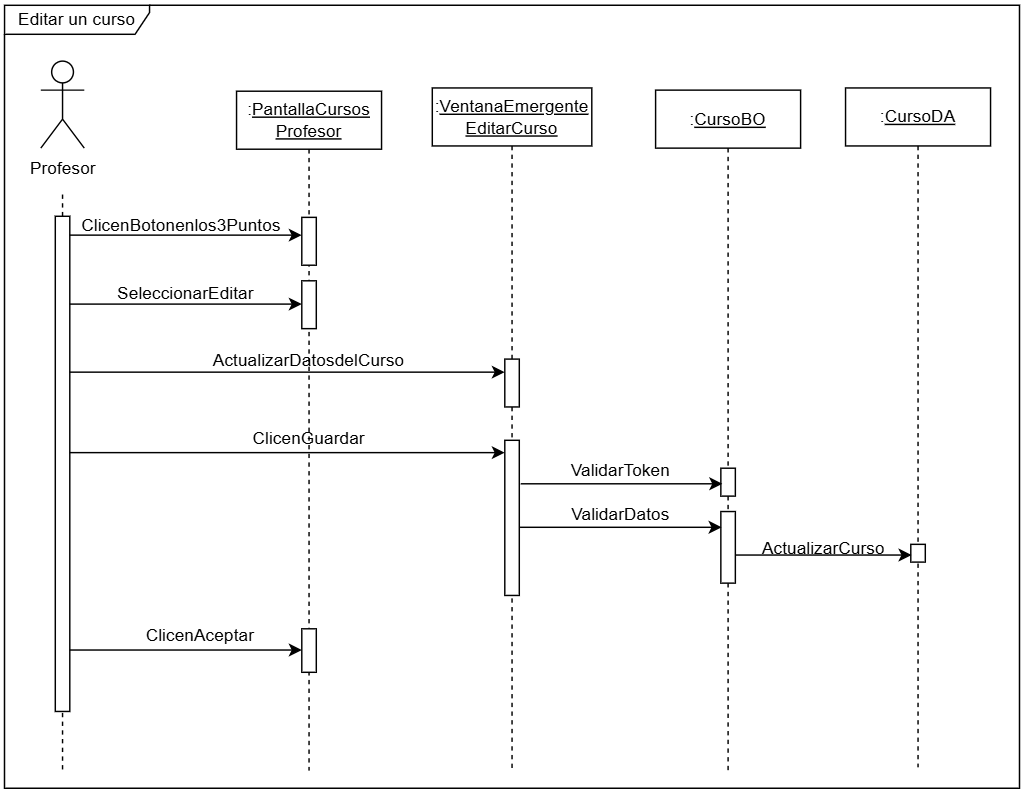 Editar un curso
Profesor
:PantallaCursos
Profesor
:VentanaEmergente
EditarCurso
:CursoBO
:CursoDA
ClicenBotonenlos3Puntos
SeleccionarEditar
ActualizarDatosdelCurso
ClicenGuardar
ValidarToken
ValidarDatos
ActualizarCurso
ClicenAceptar